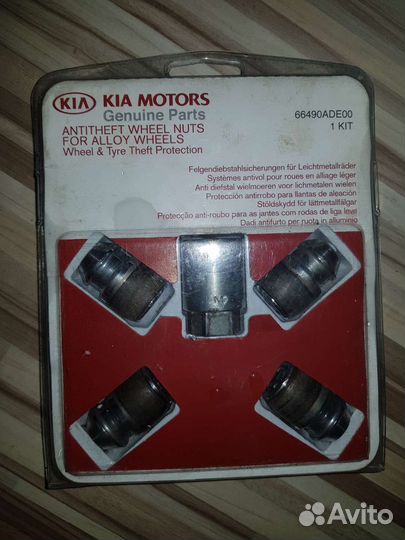 KIA KIA MOTORS
Genuine Parts
66490ADE00
1 KIT
ANTITHEFT WHEEL NUTS
FOR ALLOY WHEELS
Wheel & Tyre Theft Protection
Felgendiebstahlsicherungen für Leichtmetallräder
Systèmes antivol pour roues en alliage léger
Anti diefstal wielmoeren voor lichmetalen wielen
Protección antirrobo para llantas de aleación
Stöldskydd för lättmetallfälgar
Protecção anti-roubo para as jantes com rodas de liga leve
Dadi antifurto per ruote in alluminio
Avito